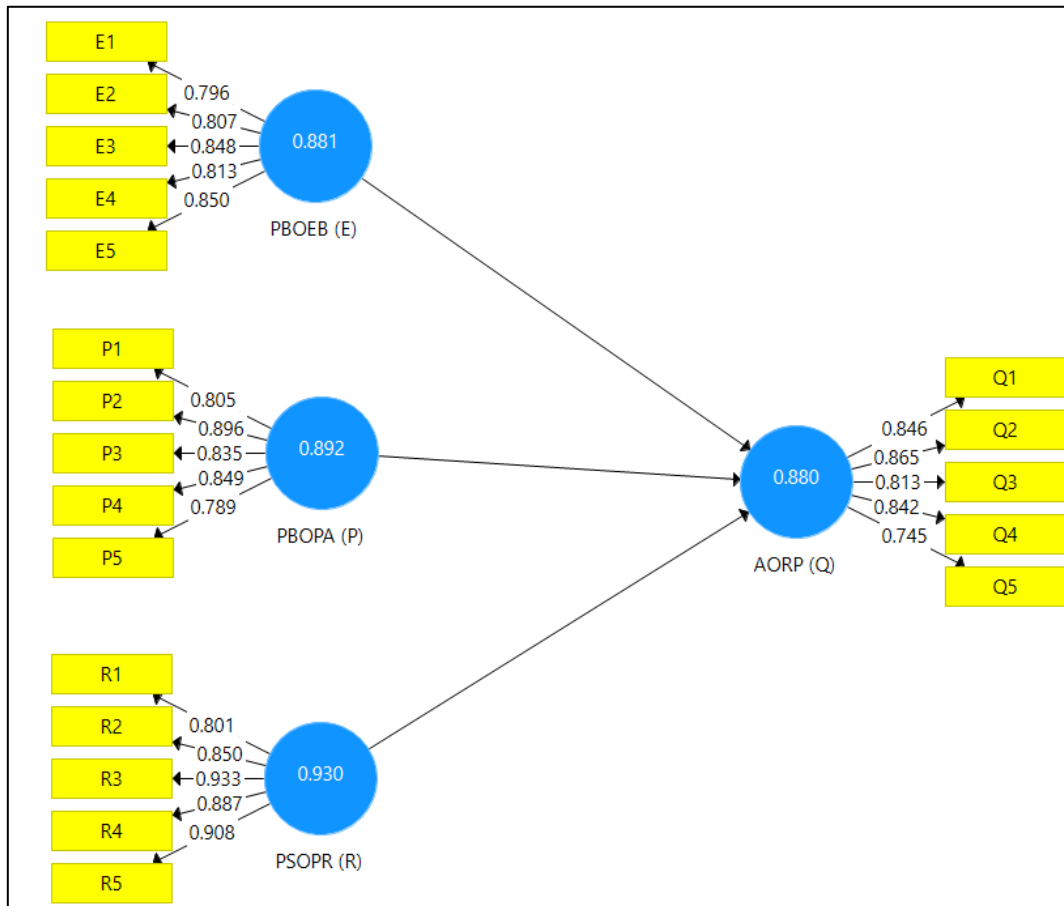 E1
E2
E3
E4
E5
0.796
0.807
0.848
0.813
0.850
0.881
PBOEB (E)
P1
P2
P3
P4
P5
0.805
0.896
0.835
0.849
0.789
0.892
PBOPA (P)
R1
R2
R3
R4
R5
0.801
0.850
0.933
0.887
0.908
0.930
PSOPR (R)
0.880
AORP (Q)
0.846
0.865
0.813
0.842
0.745
Q1
Q2
Q3
Q4
Q5